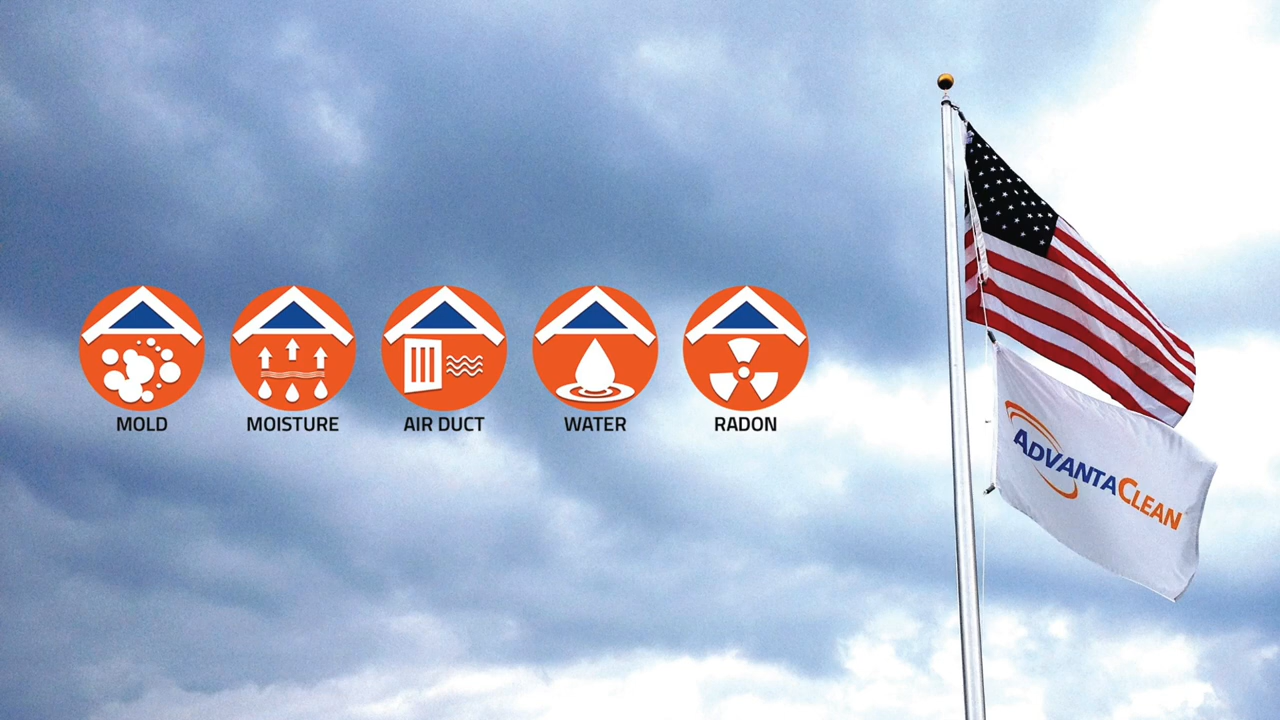 MOLD
MOISTURE
AIR DUCT
WATER
RADON
ADVANTACLEAN